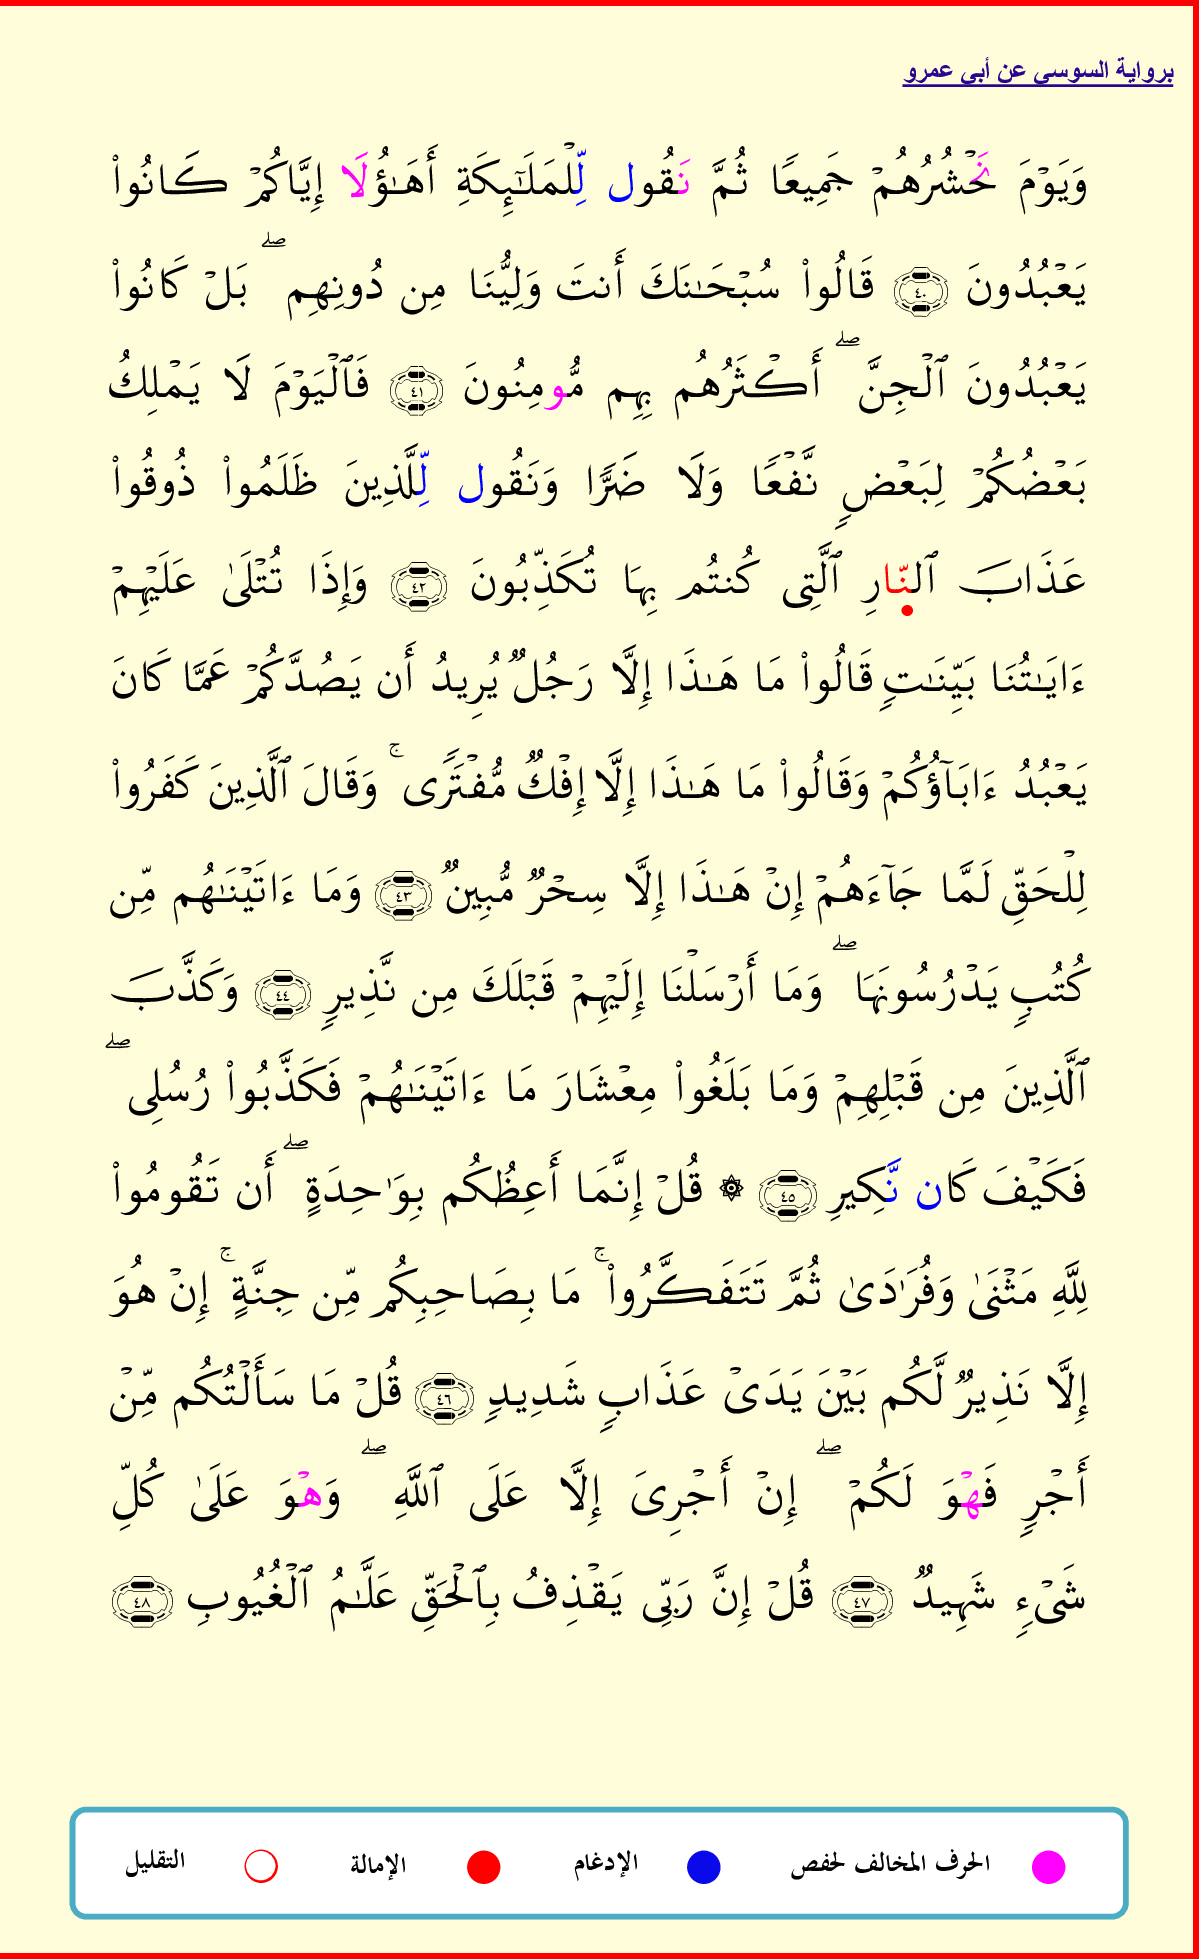 برواية السوسي عن أبي عمرو
وَيَوْمَ نَحْشُرُهُمْ جَمِيعًا ثُمَّ نَقُول لِّلْمَلَٰٓئِكَةِ أَهَـٰؤُلَا إِيَّاكُمْ كَانُوا۟
يَعْبُدُونَ ٤٠ قَالُوا۟ سُبْحَـٰنَكَ أَنتَ وَلِيُّنَا مِن دُونِهِم ۖ بَلْ كَانُوا۟
يَعْبُدُونَ ٱلْجِنَّ ۖ أَكْثَرُهُم بِهِم مُّومِنُونَ ٤١ فَٱلْيَوْمَ لَا يَمْلِكُ
بَعْضُكُمْ لِبَعْضٍ نَّفْعًا وَلَا ضَرًّا وَنَقُول لِّلَّذِينَ ظَلَمُوا۟ ذُوقُوا۟
عَذَابَ ٱلنَّارِ ٱلَّتِى كُنتُم بِهَا تُكَذِّبُونَ ٤٢ وَإِذَا تُتْلَىٰ عَلَيْهِمْ
ءَايَـٰتُنَا بَيِّنَـٰتٍ قَالُوا۟ مَا هَـٰذَا إِلَّا رَجُلٌ يُرِيدُ أَن يَصُدَّكُمْ عَمَّا كَانَ
يَعْبُدُ ءَابَآؤُكُمْ وَقَالُوا۟ مَا هَـٰذَا إِلَّا إِفْكٌ مُّفْتَرًى ۚ وَقَالَ ٱلَّذِينَ كَفَرُوا۟
لِلْحَقِّ لَمَّا جَآءَهُمْ إِنْ هَـٰذَا إِلَّا سِحْرٌ مُّبِينٌ ٤٣ وَمَا ءَاتَيْنَـٰهُم مِّن
كُتُبٍ يَدْرُسُونَهَا ۖ وَمَا أَرْسَلْنَا إِلَيْهِمْ قَبْلَكَ مِن نَّذِيرٍ ٤٤ وَكَذَّبَ
ٱلَّذِينَ مِن قَبْلِهِمْ وَمَا بَلَغُوا۟ مِعْشَارَ مَا ءَاتَيْنَـٰهُمْ فَكَذَّبُوا۟ رُسُلِى ۖ
فَكَيْفَ كَان نَّكِيرِ ٤٥ ۞ قُلْ إِنَّمَا أَعِظُكُم بِوَٰحِدَةٍ ۖ أَن تَقُومُوا۟
لِلَّهِ مَثْنَىٰ وَفُرَٰدَىٰ ثُمَّ تَتَفَكَّرُوا۟ ۚ مَا بِصَاحِبِكُم مِّن جِنَّةٍ ۚ إِنْ هُوَ
إِلَّا نَذِيرٌ لَّكُم بَيْنَ يَدَىْ عَذَابٍ شَدِيدٍ ٤٦ قُلْ مَا سَأَلْتُكُم مِّنْ
أَجْرٍ فَهْوَ لَكُمْ ۖ إِنْ أَجْرِىَ إِلَّا عَلَى ٱللَّهِ ۖ وَهْوَ عَلَىٰ كُلِّ
شَىْءٍ شَهِيدٌ ٤٧ قُلْ إِنَّ رَبِّى يَقْذِفُ بِٱلْحَقِّ عَلَّـٰمُ ٱلْغُيُوبِ ٤٨
الحرف المخالف لحفص الإدغام الإمالة التقليل